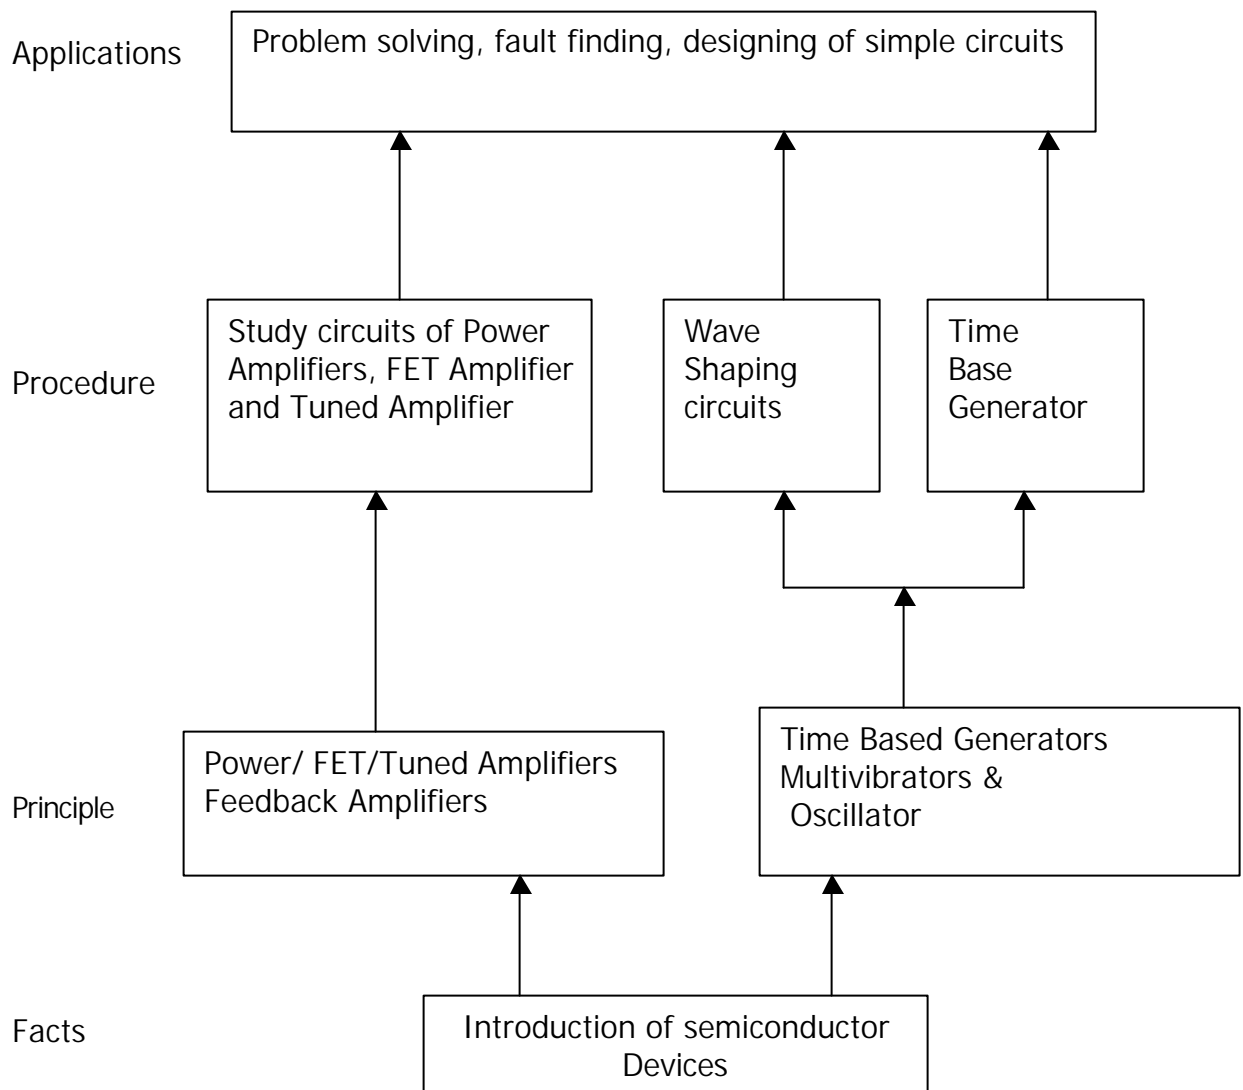 Applications
Problem solving, fault finding, designing of simple circuits
Procedure
Study circuits of Power
Amplifiers, FET Amplifier
and Tuned Amplifier
Wave
Shaping
circuits
Time
Base
Generator
Principle
Power/ FET/Tuned Amplifiers
Feedback Amplifiers
Time Based Generators
Multivibrators &
Oscillator
Facts
Introduction of semiconductor
Devices